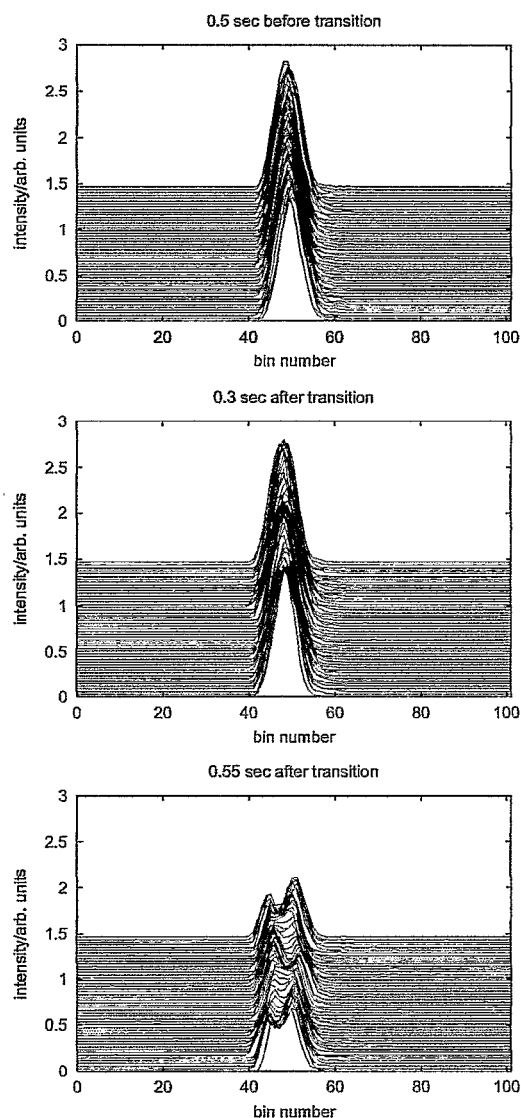 0.5 sec before transition
3
2.5
2
1.5
1
0.5
0
intensity/arb. units
0 20 40 60 80 100
bin number
0.3 sec after transition
3
2.5
2
1.5
1
0.5
0
intensity/arb. units
0 20 40 60 80 100
bin number
0.55 sec after transition
3
2.5
2
1.5
1
0.5
0
intensity/arb. units
0 20 40 60 80 100
bin number